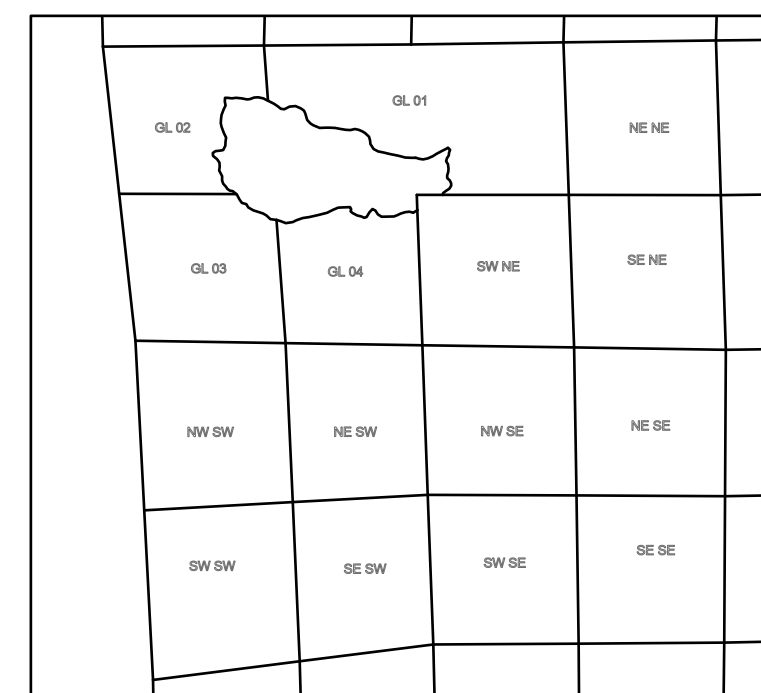 GL 01
GL 02
NE NE
GL 03
GL 04
SW NE
SE NE
NW SW
NE SW
NW SE
NE SE
SW SW
SE SW
SW SE
SE SE